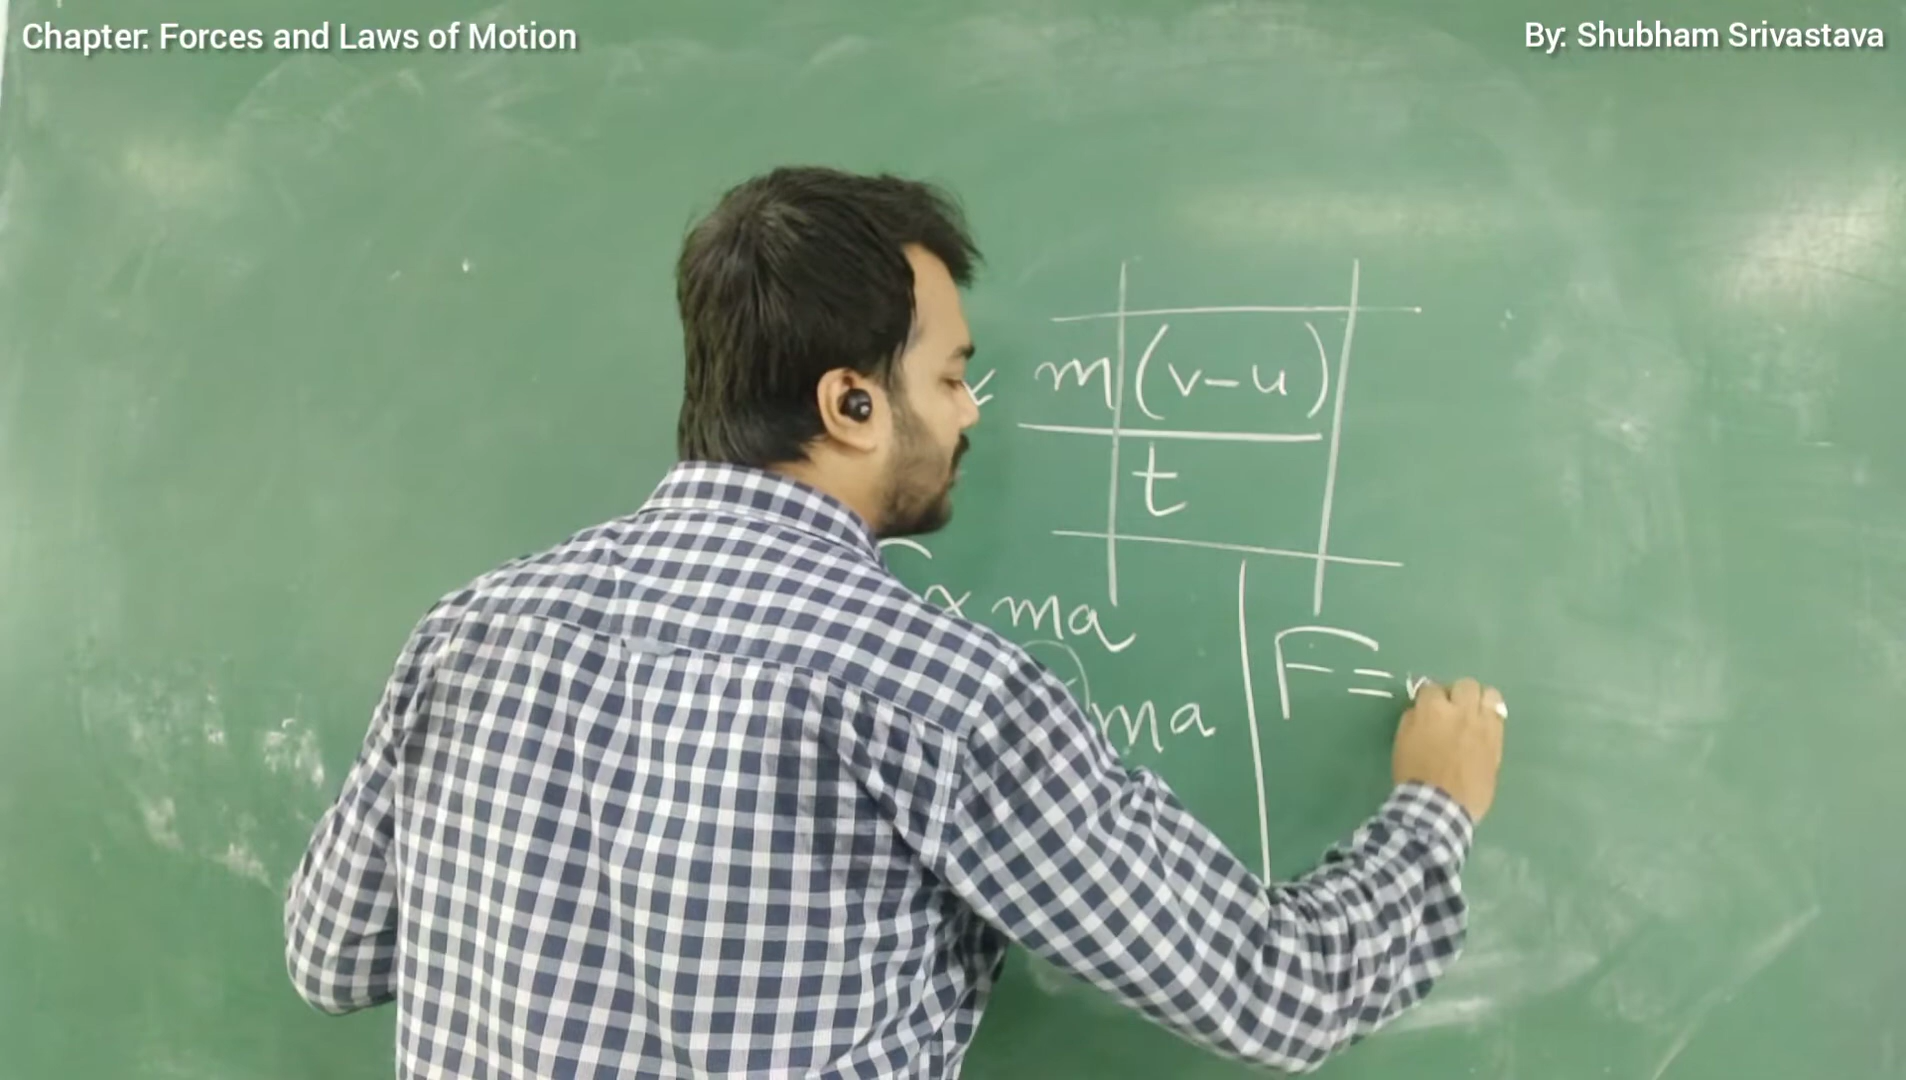 Chapter: Forces and Laws of Motion
By: Shubham Srivastava
m(v-u)
t
∝ ma
ma
F=